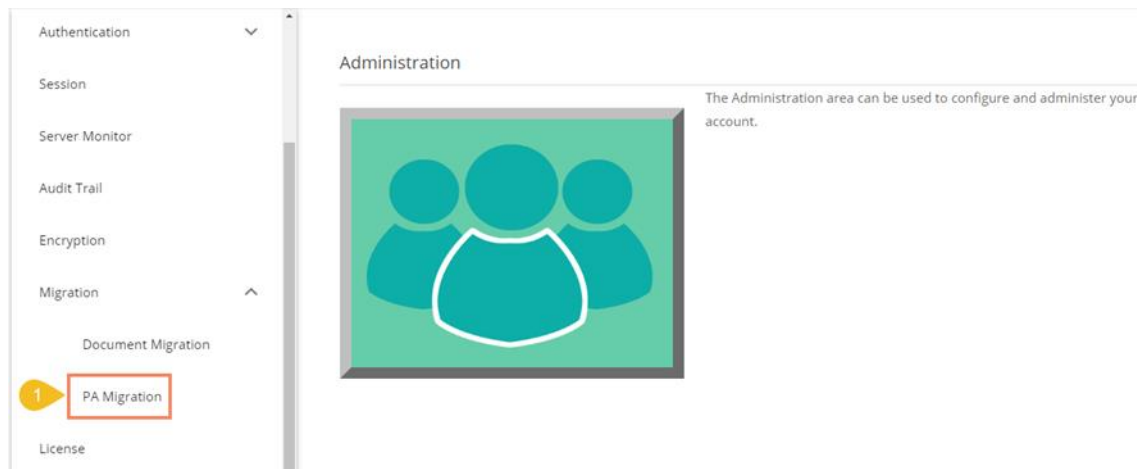 Authentication
Session
Server Monitor
Audit Trail
Encryption
Migration
Document Migration
1
PA Migration
License
Administration
The Administration area can be used to configure and administer your
account.